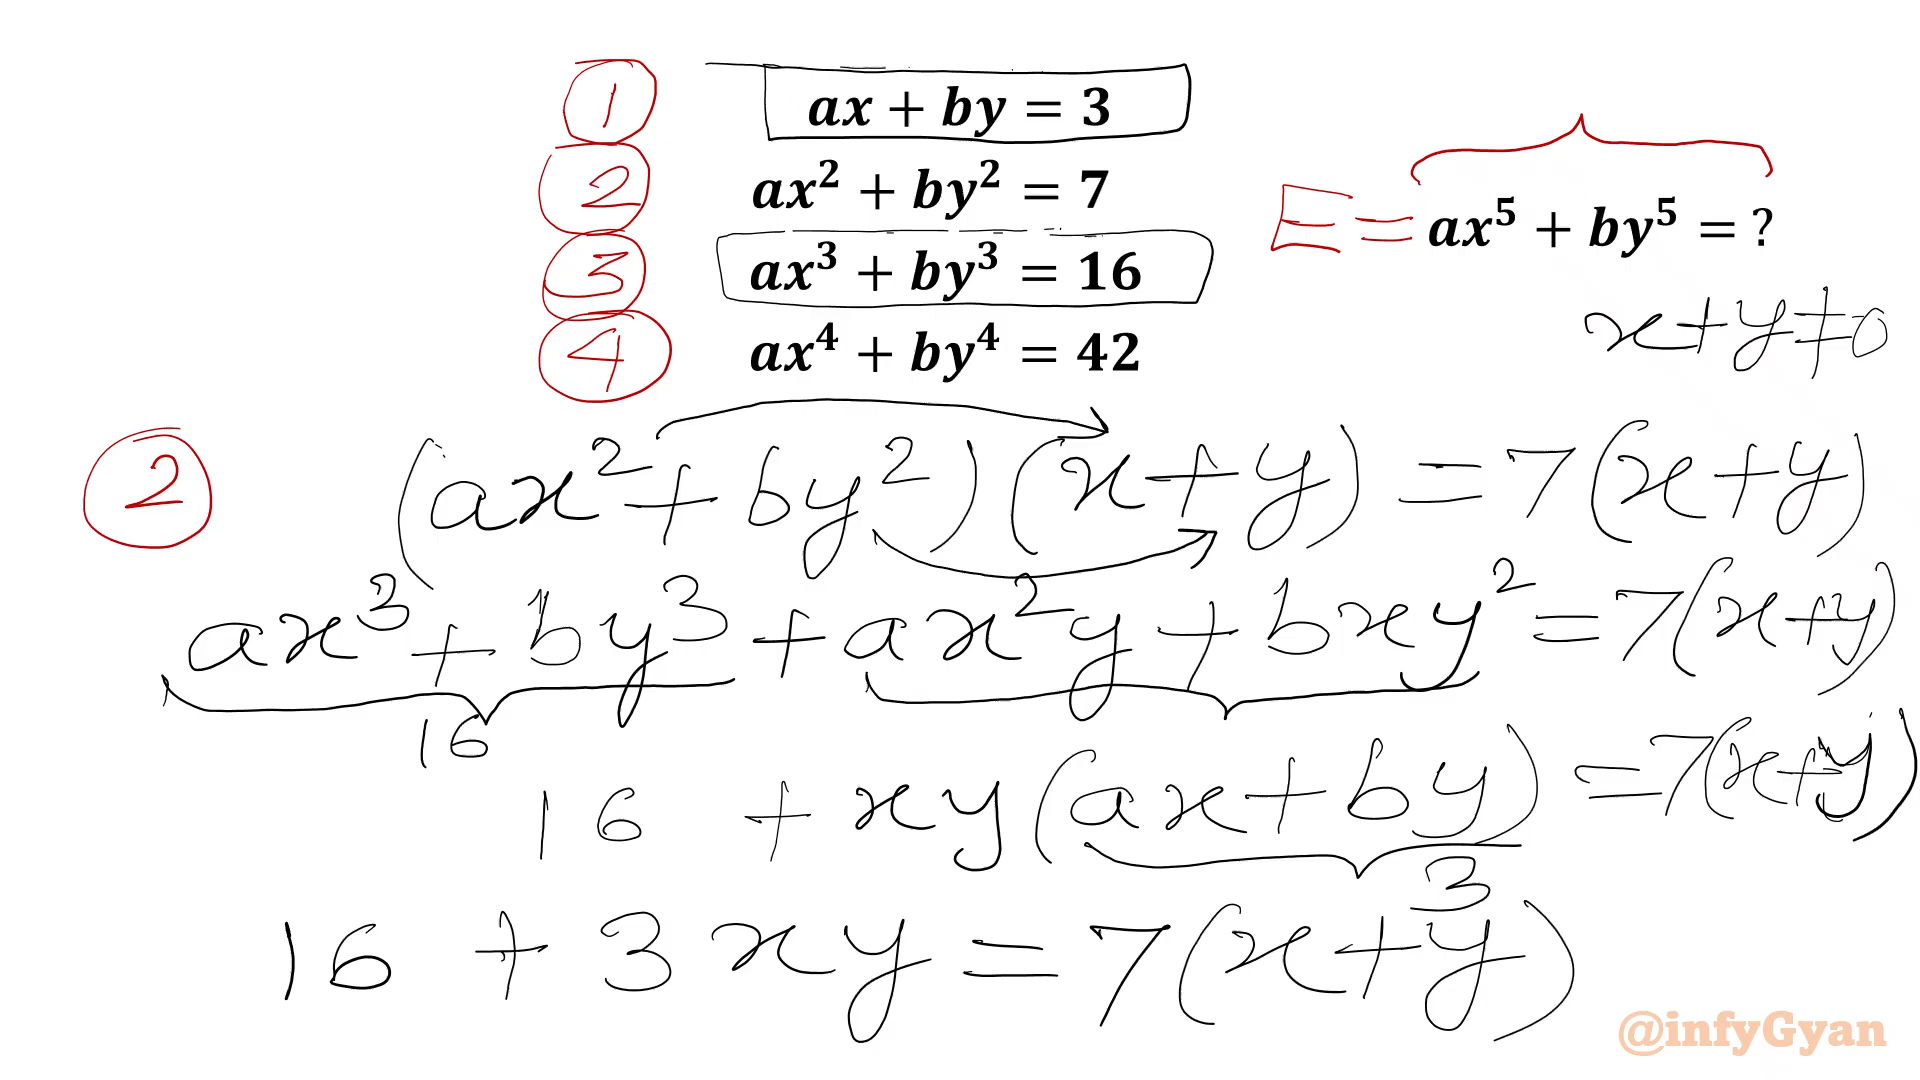 ① ax + by = 3
② ax² + by² = 7
③ ax³ + by³ = 16
④ ax⁴ + by⁴ = 42
E = ax⁵ + by⁵ = ?
x+y≠0
② (ax²+by²)(x+y) = 7(x+y)
ax³+by³+ax²y+bxy²=7(x+y)
16
16 + xy(ax+by) =7(x+y)
3
16 + 3xy = 7(x+y)
@infyGyan